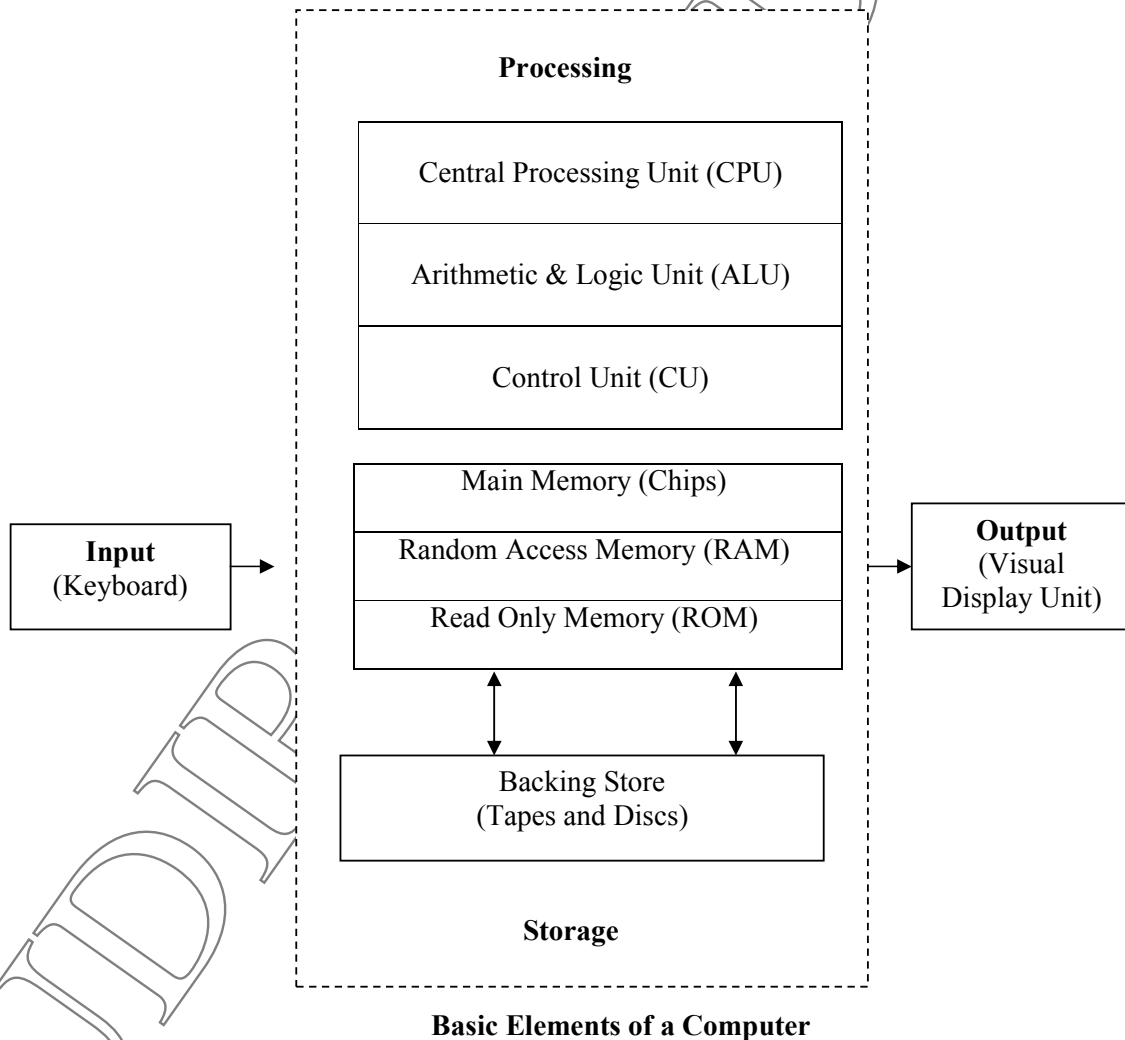 Processing
Central Processing Unit (CPU)
Arithmetic & Logic Unit (ALU)
Control Unit (CU)
Main Memory (Chips)
Random Access Memory (RAM)
Read Only Memory (ROM)
Input
(Keyboard)
Output
(Visual
Display Unit)
Backing Store
(Tapes and Discs)
Storage
Basic Elements of a Computer